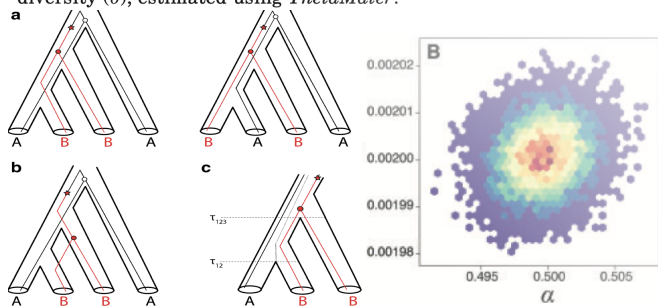 diversity (θ), estimated using ThetaMater.
a
A B B A
B A B A
b
A B B A
c
τ123
τ12
A B B
B
0.00202
0.00201
0.00200
0.00199
0.00198
0.495 0.500 0.505
α